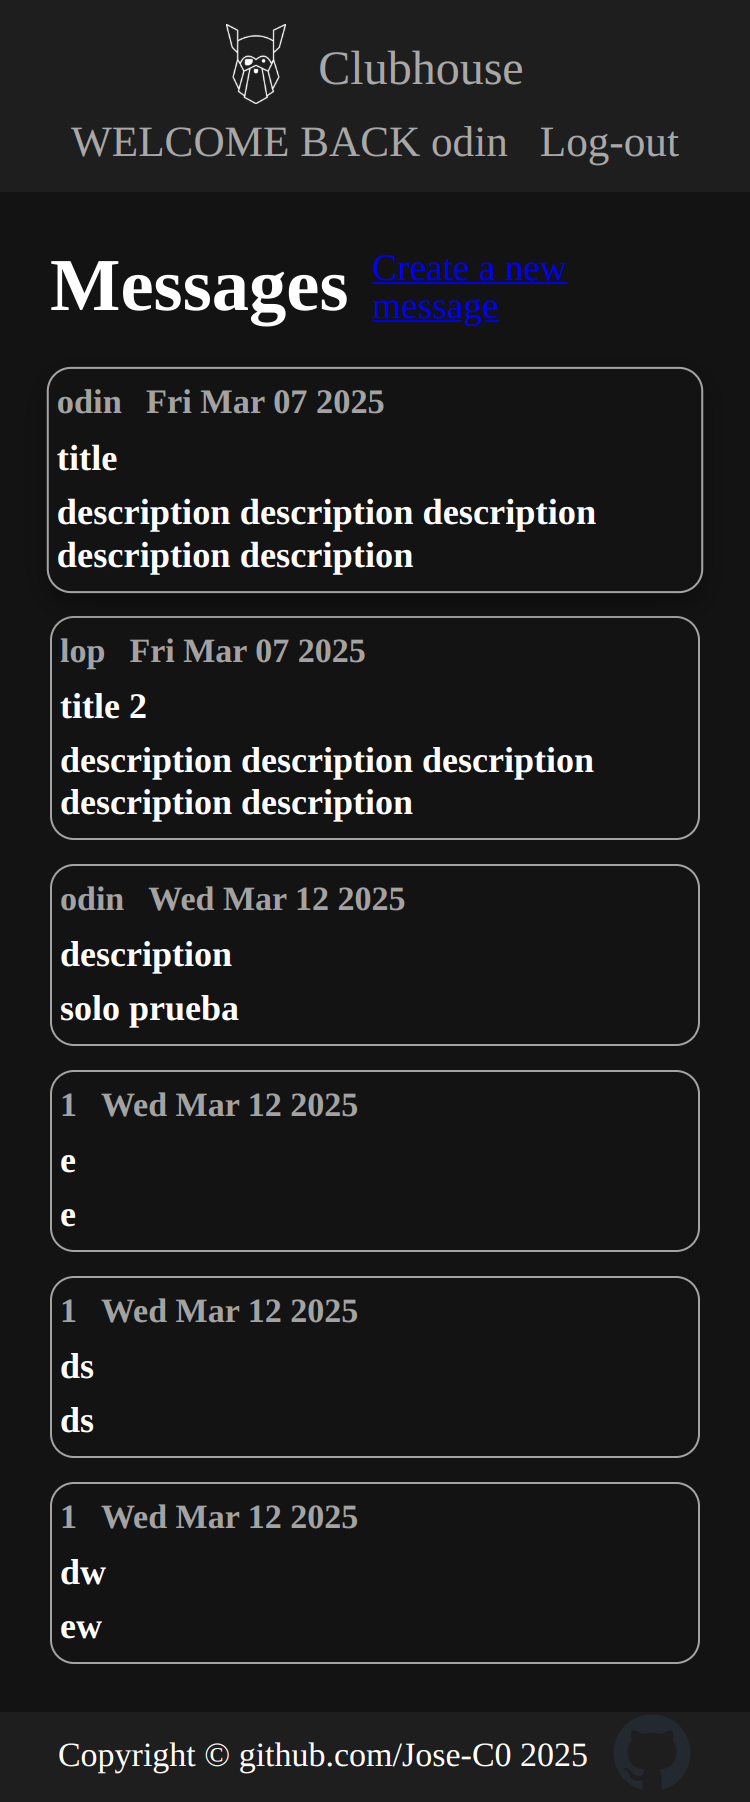 Clubhouse
WELCOME BACK odin Log-out
Messages
Create a new
message
odin Fri Mar 07 2025
title
description description description
description description
lop Fri Mar 07 2025
title 2
description description description
description description
odin Wed Mar 12 2025
description
solo prueba
1 Wed Mar 12 2025
e
e
1 Wed Mar 12 2025
ds
ds
1 Wed Mar 12 2025
dw
ew
Copyright © github.com/Jose-C0 2025